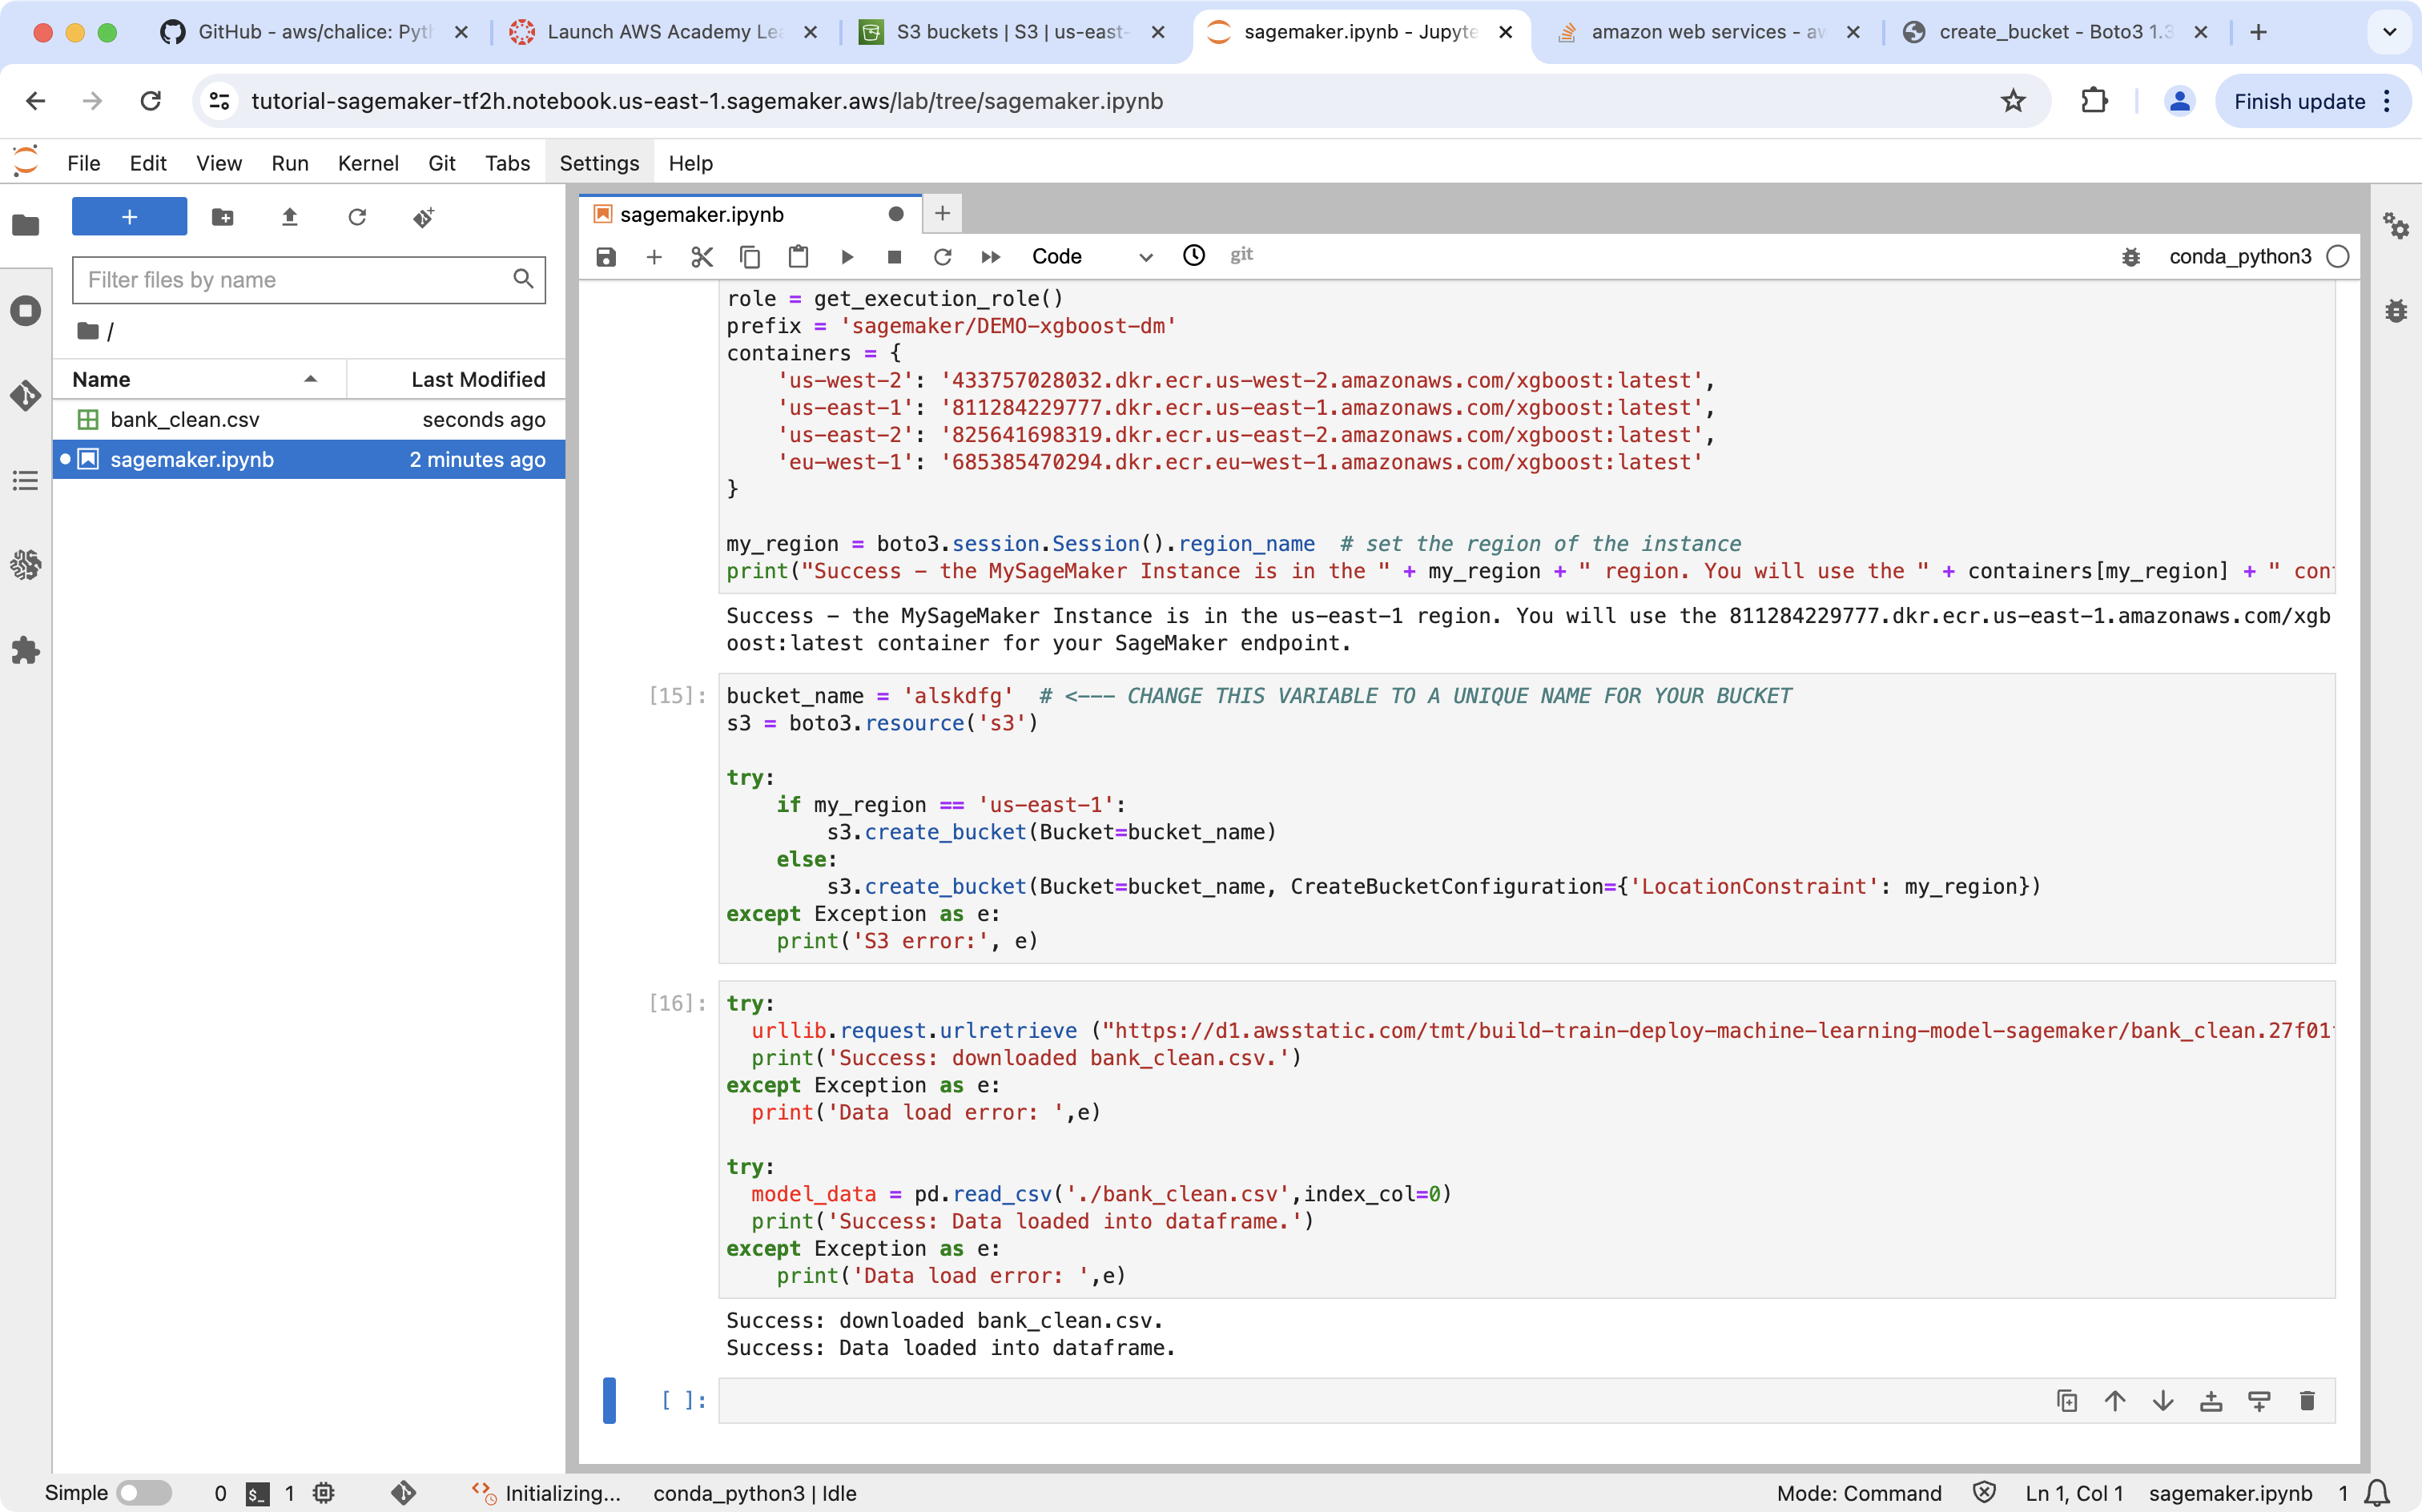 GitHub - aws/chalice: Pyth
Launch AWS Academy Lea
S3 buckets | S3 | us-east-
sagemaker.ipynb - Jupyte
amazon web services - aw
create_bucket - Boto3 1.3
tutorial-sagemaker-tf2h.notebook.us-east-1.sagemaker.aws/lab/tree/sagemaker.ipynb
Finish update
File Edit View Run Kernel Git Tabs Settings Help
sagemaker.ipynb
Code
git
conda_python3
Filter files by name
/
Name Last Modified
bank_clean.csv seconds ago
sagemaker.ipynb 2 minutes ago
role = get_execution_role()
prefix = 'sagemaker/DEMO-xgboost-dm'
containers = {
    'us-west-2': '433757028032.dkr.ecr.us-west-2.amazonaws.com/xgboost:latest',
    'us-east-1': '811284229777.dkr.ecr.us-east-1.amazonaws.com/xgboost:latest',
    'us-east-2': '825641698319.dkr.ecr.us-east-2.amazonaws.com/xgboost:latest',
    'eu-west-1': '685385470294.dkr.ecr.eu-west-1.amazonaws.com/xgboost:latest'
}
my_region = boto3.session.Session().region_name  # set the region of the instance
print("Success - the MySageMaker Instance is in the " + my_region + " region. You will use the " + containers[my_region] + " con
Success - the MySageMaker Instance is in the us-east-1 region. You will use the 811284229777.dkr.ecr.us-east-1.amazonaws.com/xgb
oost:latest container for your SageMaker endpoint.
[15]:
bucket_name = 'alskdfg'  # <--- CHANGE THIS VARIABLE TO A UNIQUE NAME FOR YOUR BUCKET
s3 = boto3.resource('s3')
try:
    if my_region == 'us-east-1':
        s3.create_bucket(Bucket=bucket_name)
    else:
        s3.create_bucket(Bucket=bucket_name, CreateBucketConfiguration={'LocationConstraint': my_region})
except Exception as e:
    print('S3 error:', e)
[16]:
try:
  urllib.request.urlretrieve ("https://d1.awsstatic.com/tmt/build-train-deploy-machine-learning-model-sagemaker/bank_clean.27f01
  print('Success: downloaded bank_clean.csv.')
except Exception as e:
  print('Data load error: ',e)
try:
  model_data = pd.read_csv('./bank_clean.csv',index_col=0)
  print('Success: Data loaded into dataframe.')
except Exception as e:
    print('Data load error: ',e)
Success: downloaded bank_clean.csv.
Success: Data loaded into dataframe.
[ ]:
Simple 0 $_ 1 Initializing... conda_python3 | Idle Mode: Command Ln 1, Col 1 sagemaker.ipynb 1